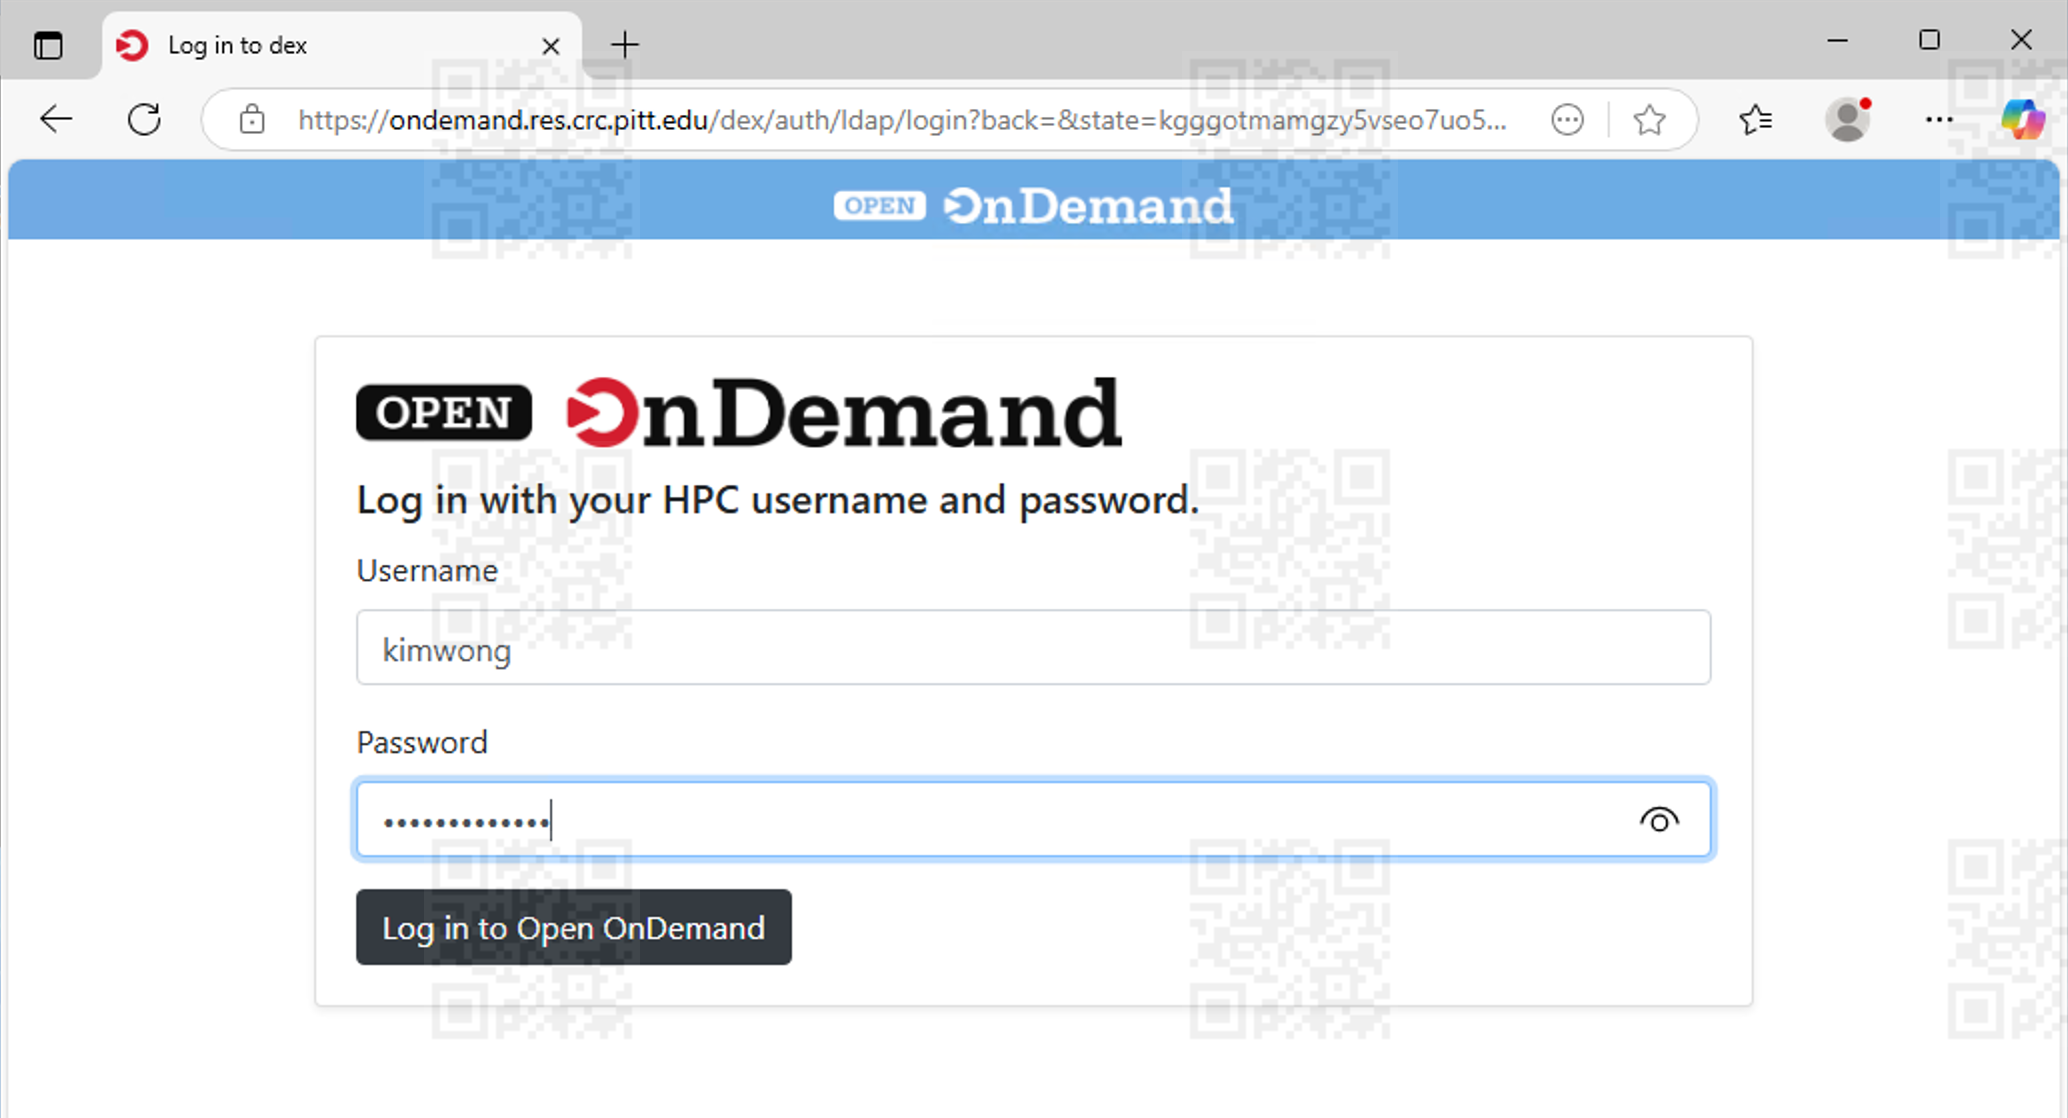 Log in to dex
https://ondemand.res.crc.pitt.edu/dex/auth/ldap/login?back=&state=kgggotmamgzy5vseo7uo5...
OPEN OnDemand
OPEN OnDemand
Log in with your HPC username and password.
Username
kimwong
Password
•••••••••••••
Log in to Open OnDemand